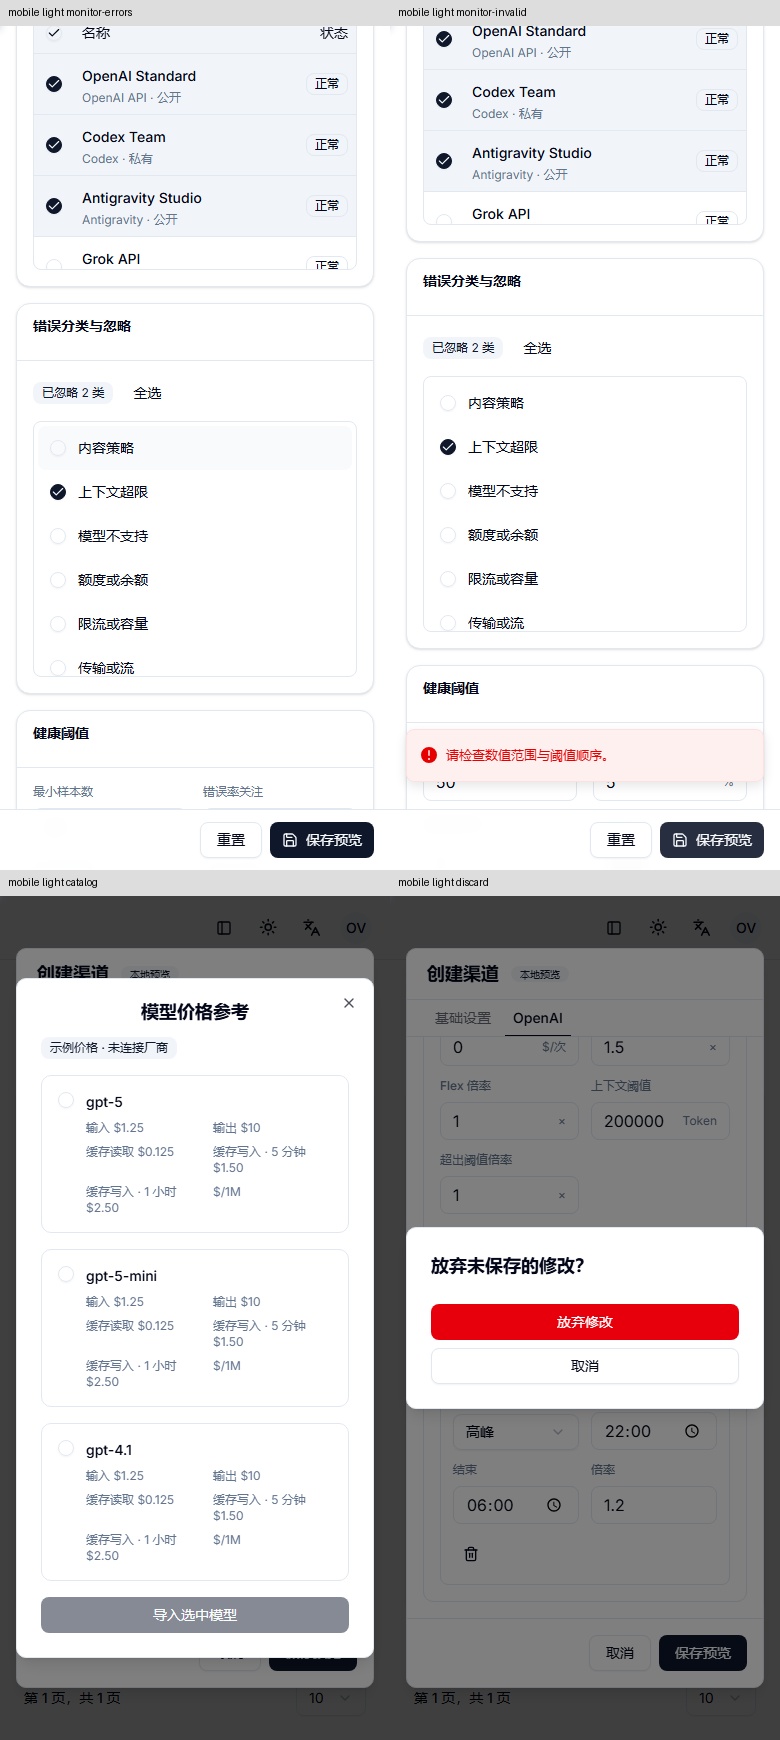 mobile light monitor-errors
名称 状态
OpenAI Standard 正常
OpenAI API · 公开
Codex Team 正常
Codex · 私有
Antigravity Studio 正常
Antigravity · 公开
Grok API 正常
错误分类与忽略
已忽略 2 类 全选
内容策略
上下文超限
模型不支持
额度或余额
限流或容量
传输或流
健康阈值
最小样本数 错误率关注
重置 保存预览
mobile light monitor-invalid
OpenAI Standard 正常
OpenAI API · 公开
Codex Team 正常
Codex · 私有
Antigravity Studio 正常
Antigravity · 公开
Grok API 正常
错误分类与忽略
已忽略 2 类 全选
内容策略
上下文超限
模型不支持
额度或余额
限流或容量
传输或流
健康阈值
请检查数值范围与阈值顺序。
50 5 %
重置 保存预览
mobile light catalog
OV
创建渠道 本地预览
模型价格参考
示例价格 · 未连接厂商
gpt-5
输入 $1.25 输出 $10
缓存读取 $0.125 缓存写入 · 5 分钟
$1.50
缓存写入 · 1 小时 $/1M
$2.50
gpt-5-mini
输入 $1.25 输出 $10
缓存读取 $0.125 缓存写入 · 5 分钟
$1.50
缓存写入 · 1 小时 $/1M
$2.50
gpt-4.1
输入 $1.25 输出 $10
缓存读取 $0.125 缓存写入 · 5 分钟
$1.50
缓存写入 · 1 小时 $/1M
$2.50
导入选中模型
第 1 页，共 1 页 10
mobile light discard
OV
创建渠道 本地预览
基础设置 OpenAI
0 $/次 1.5 ×
Flex 倍率 上下文阈值
1 × 200000 Token
超出阈值倍率
1 ×
放弃未保存的修改？
放弃修改
取消
高峰 22:00
结束 倍率
06:00 1.2
取消 保存预览
第 1 页，共 1 页 10